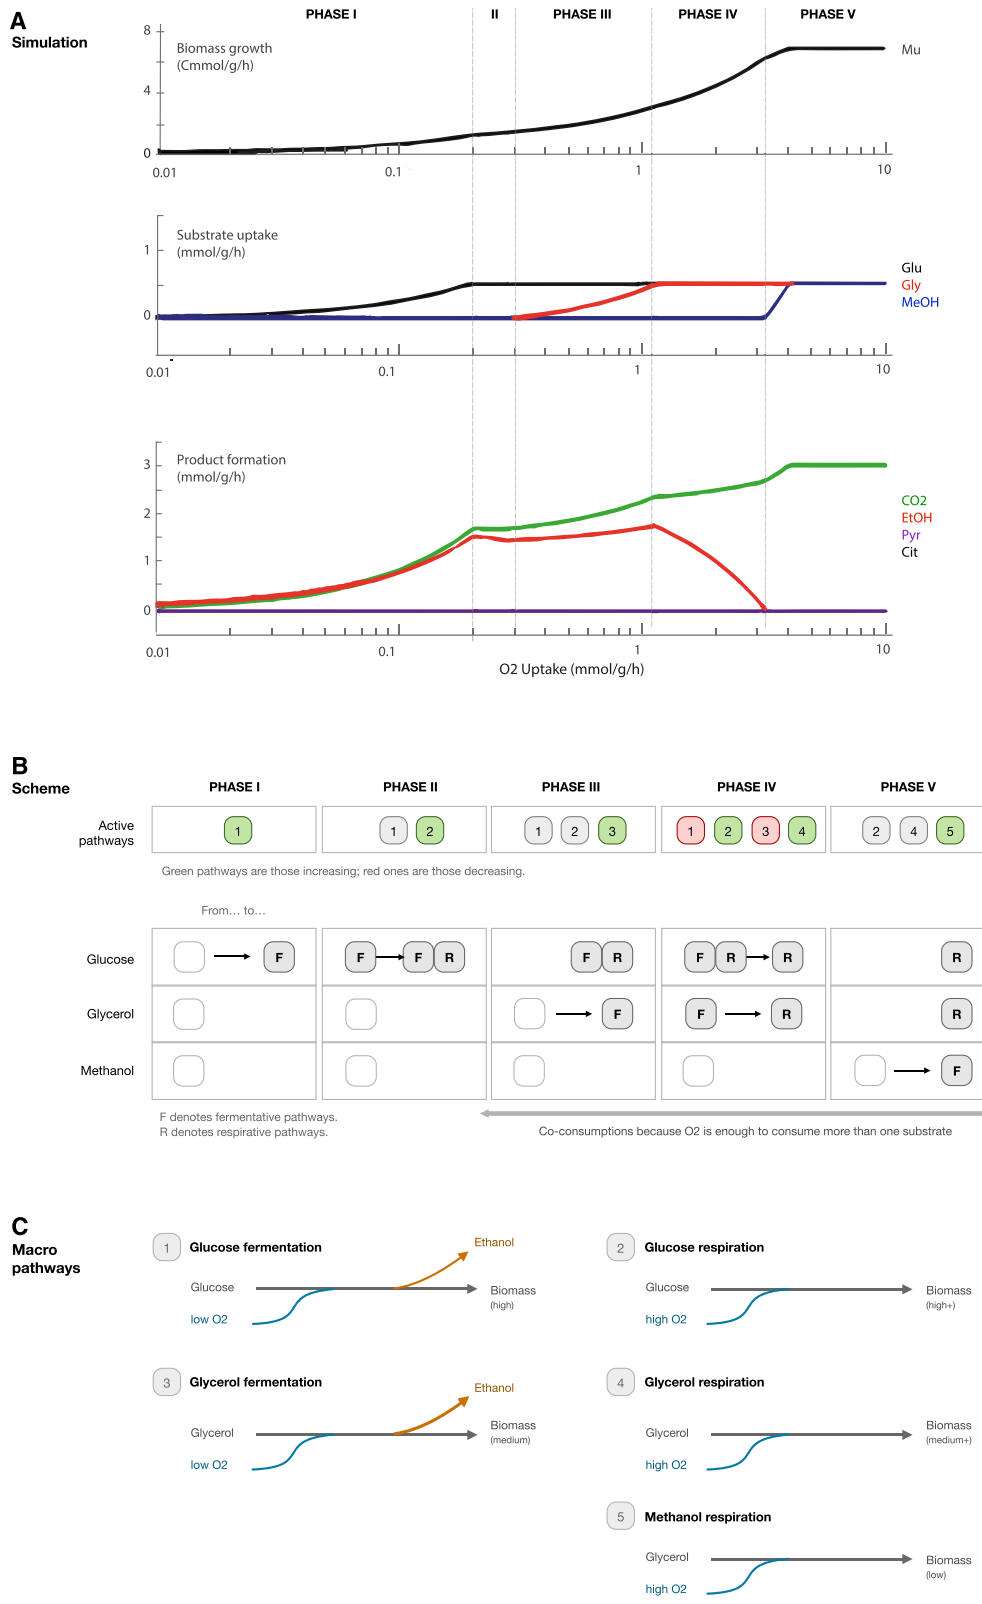 A
Simulation
PHASE I
II
PHASE III
PHASE IV
PHASE V
8
4
0
Biomass growth
(Cmmol/g/h)
Mu
0.01
0.1
1
10
Substrate uptake
(mmol/g/h)
1
0
Glu
Gly
MeOH
0.01
0.1
1
10
Product formation
(mmol/g/h)
3
2
1
0
CO2
EtOH
Pyr
Cit
0.01
0.1
1
10
O2 Uptake (mmol/g/h)
B
Scheme
PHASE I
PHASE II
PHASE III
PHASE IV
PHASE V
Active
pathways
1
1 2
1 2 3
1 2 3 4
2 4 5
Green pathways are those increasing; red ones are those decreasing.
From... to...
Glucose
F
F F R
F R
F R R
R
Glycerol
F
F R
R
Methanol
F
F denotes fermentative pathways.
R denotes respirative pathways.
Co-consumptions because O2 is enough to consume more than one substrate
C
Macro
pathways
1 Glucose fermentation
Ethanol
Glucose
Biomass
(high)
low O2
2 Glucose respiration
Glucose
Biomass
(high+)
high O2
3 Glycerol fermentation
Ethanol
Glycerol
Biomass
(medium)
low O2
4 Glycerol respiration
Glycerol
Biomass
(medium+)
high O2
5 Methanol respiration
Glycerol
Biomass
(low)
high O2